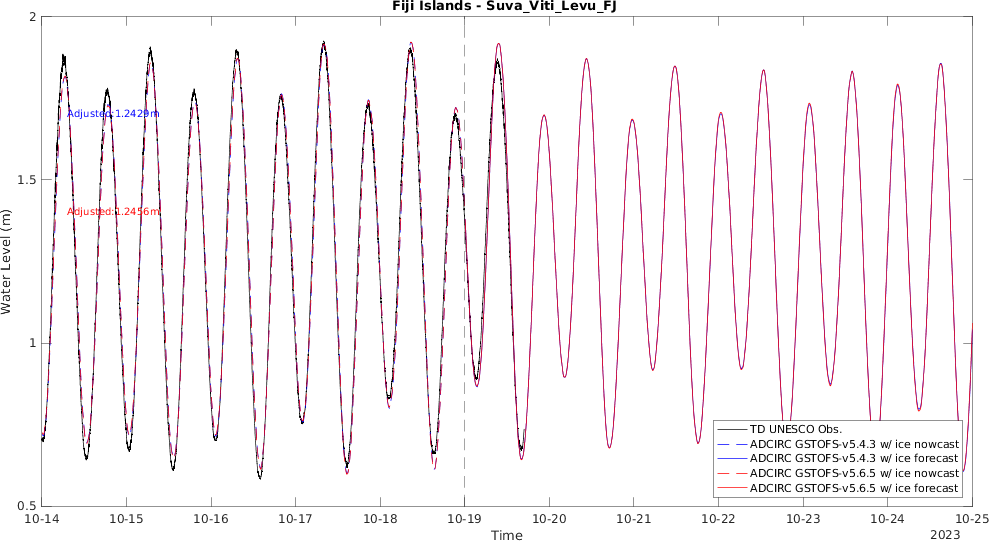 Fiji Islands - Suva_Viti_Levu_FJ
2
1.5
1
0.5
Water Level (m)
Adjusted:1.2429m
Adjusted:1.2456m
TD UNESCO Obs.
ADCIRC GSTOFS-v5.4.3 w/ ice nowcast
ADCIRC GSTOFS-v5.4.3 w/ ice forecast
ADCIRC GSTOFS-v5.6.5 w/ ice nowcast
ADCIRC GSTOFS-v5.6.5 w/ ice forecast
10-14 10-15 10-16 10-17 10-18 10-19 10-20 10-21 10-22 10-23 10-24 10-25
Time
2023